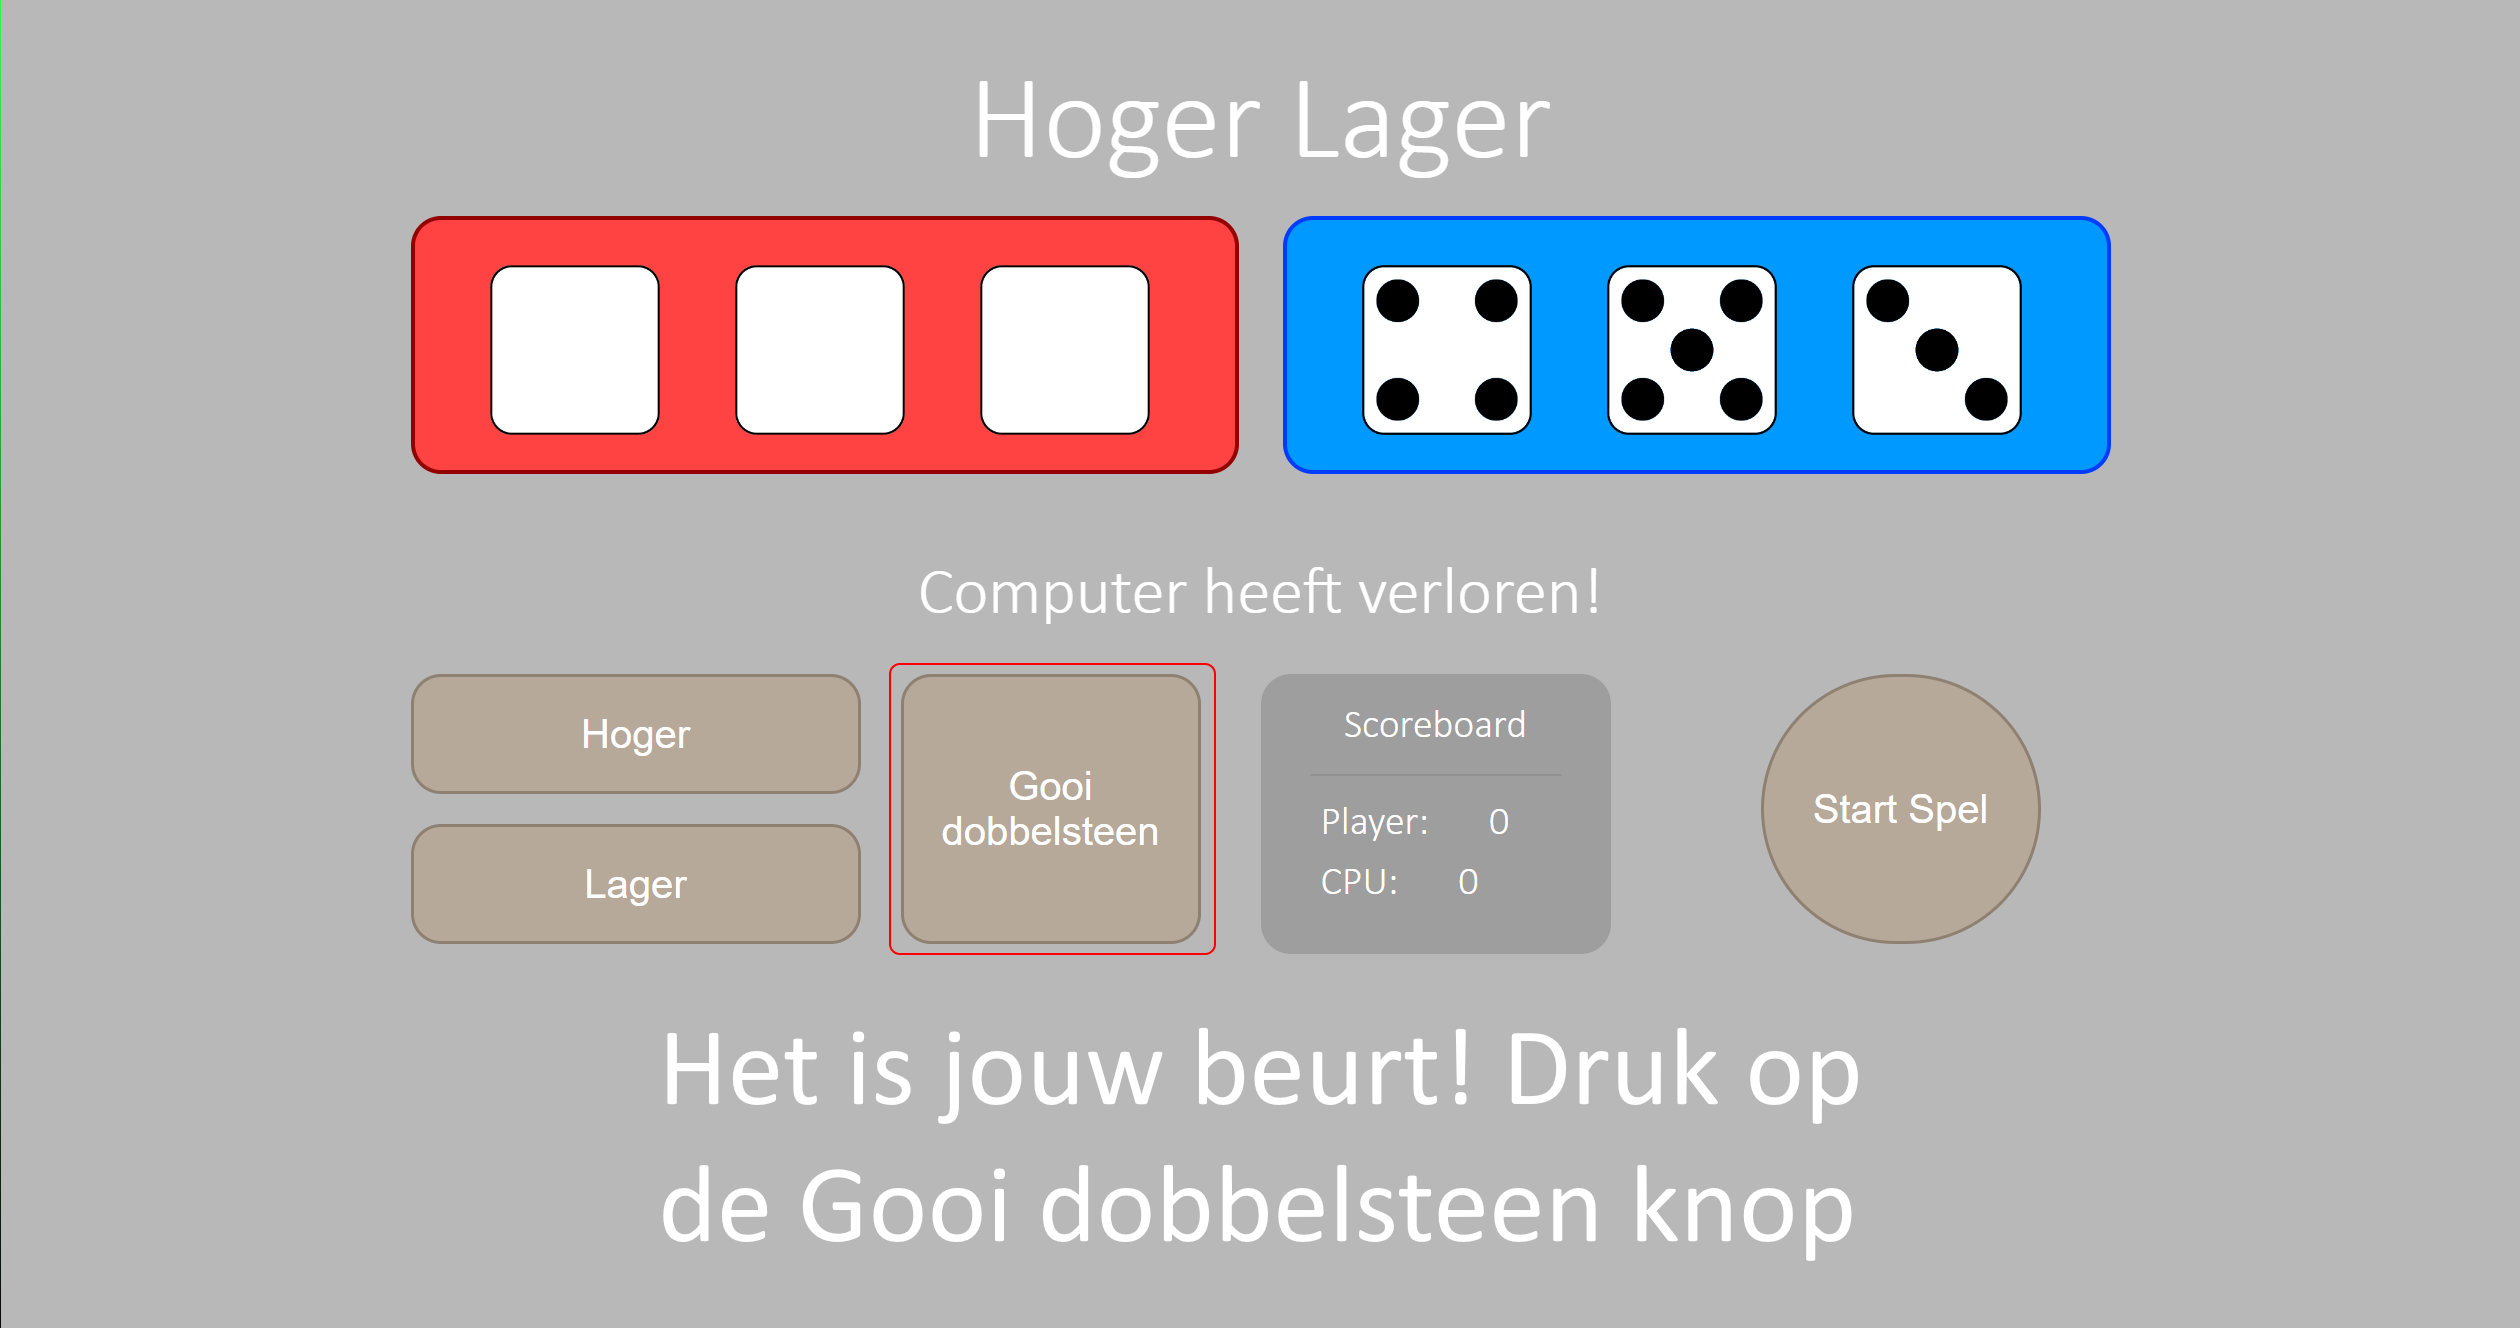 Hoger Lager
Computer heeft verloren!
Hoger
Lager
Gooi
dobbelsteen
Scoreboard
Player: 0
CPU: 0
Start Spel
Het is jouw beurt! Druk op
de Gooi dobbelsteen knop